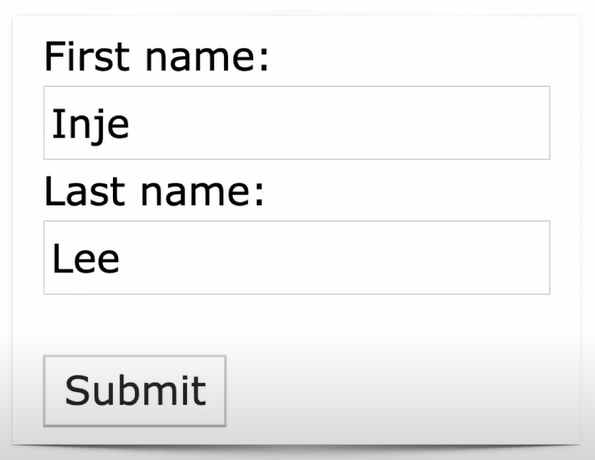 First name:
Inje
Last name:
Lee
Submit